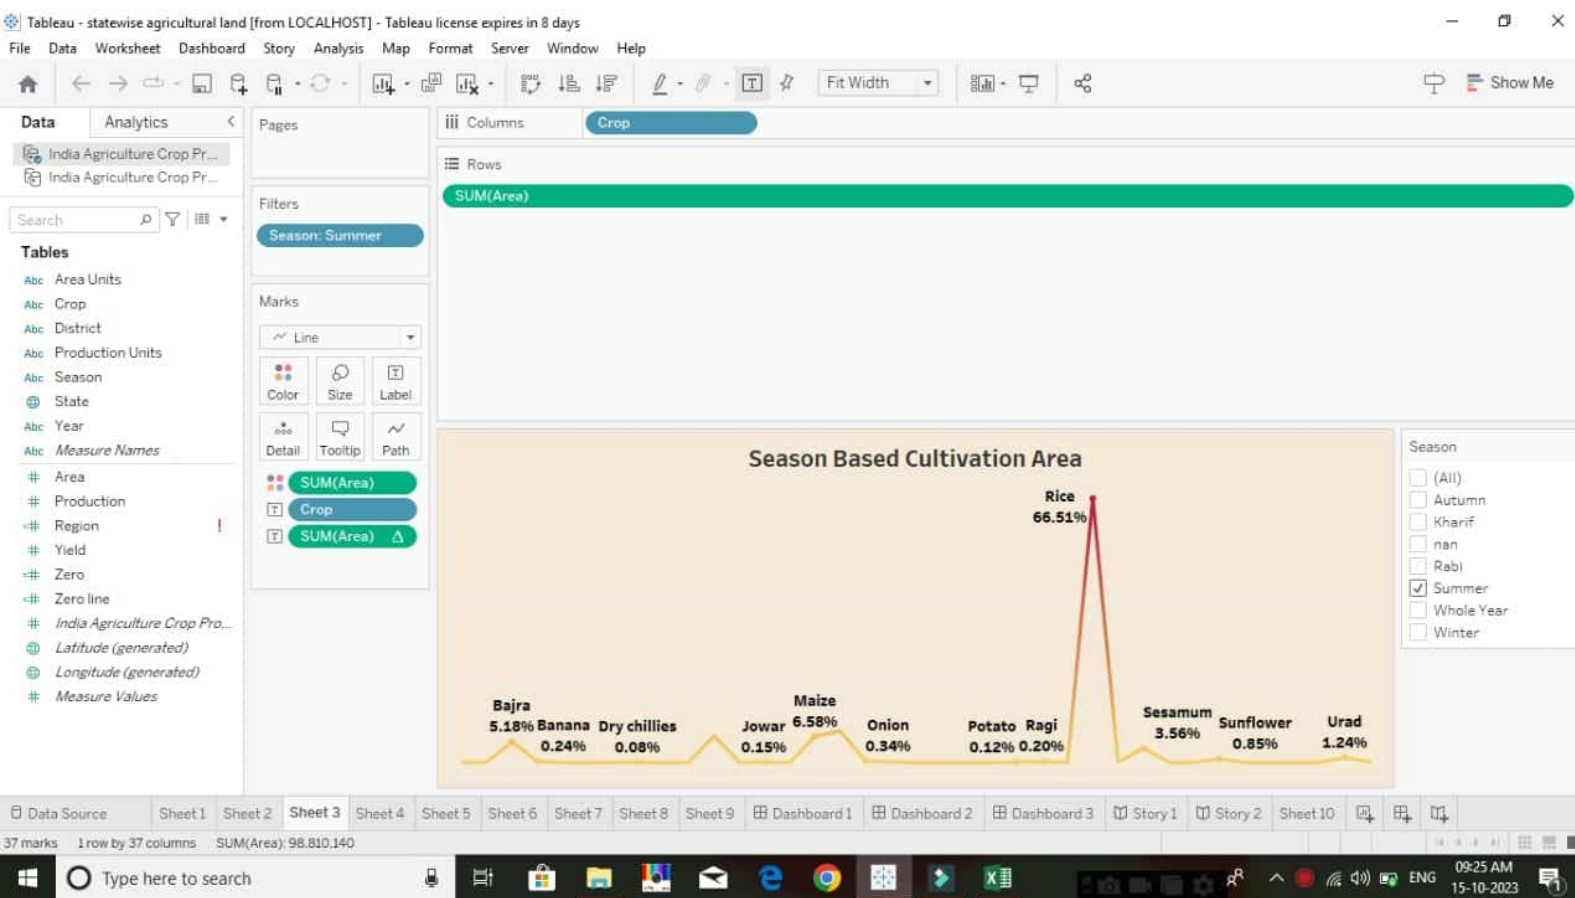 Tableau - statewise agricultural land [from LOCALHOST] - Tableau license expires in 8 days
File Data Worksheet Dashboard Story Analysis Map Format Server Window Help
Fit Width
Show Me
Data Analytics
India Agriculture Crop Pr...
India Agriculture Crop Pr...
Search
Tables
Abc Area Units
Abc Crop
Abc District
Abc Production Units
Abc Season
State
Abc Year
Abc Measure Names
# Area
# Production
=# Region !
# Yield
=# Zero
=# Zero line
# India Agriculture Crop Pro...
Latitude (generated)
Longitude (generated)
# Measure Values
Pages
Filters
Season: Summer
Marks
Line
Color Size Label
Detail Tooltip Path
SUM(Area)
Crop
SUM(Area) Δ
iii Columns Crop
Rows
SUM(Area)
Season Based Cultivation Area
Rice
66.51%
Bajra
5.18%
Banana
0.24%
Dry chillies
0.08%
Jowar
0.15%
Maize
6.58%
Onion
0.34%
Potato
0.12%
Ragi
0.20%
Sesamum
3.56%
Sunflower
0.85%
Urad
1.24%
Season
(All)
Autumn
Kharif
nan
Rabi
Summer
Whole Year
Winter
Data Source Sheet 1 Sheet 2 Sheet 3 Sheet 4 Sheet 5 Sheet 6 Sheet 7 Sheet 8 Sheet 9 Dashboard 1 Dashboard 2 Dashboard 3 Story 1 Story 2 Sheet 10
37 marks 1 row by 37 columns SUM(Area): 98,810,140
Type here to search
ENG
09:25 AM
15-10-2023
1